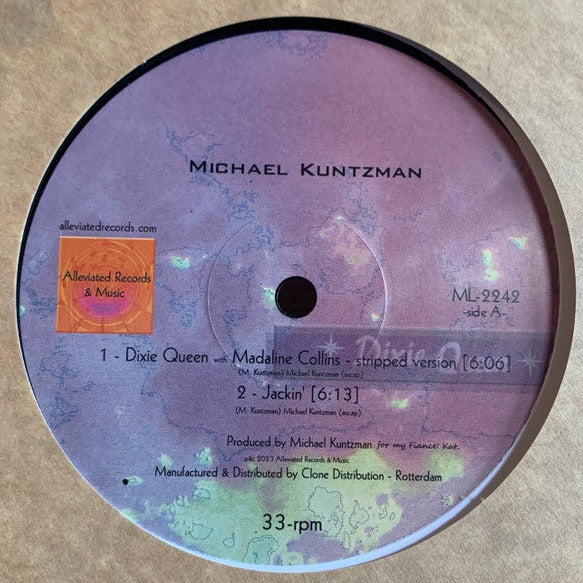 MICHAEL KUNTZMAN
alleviatedrecords.com
Alleviated Records
& Music
ML-2242
-side A-
Dixie
1 - Dixie Queen with Madaline Collins - stripped version [6:06]
(M. Kuntzman) Michael Kuntzman (ascap)
2 - Jackin' [6:13]
(M. Kuntzman) Michael Kuntzman (ascap)
Produced by Michael Kuntzman for my Fiancé! Kat.
p&c 2023 Alleviated Records & Music
Manufactured & Distributed by Clone Distribution - Rotterdam
33-rpm